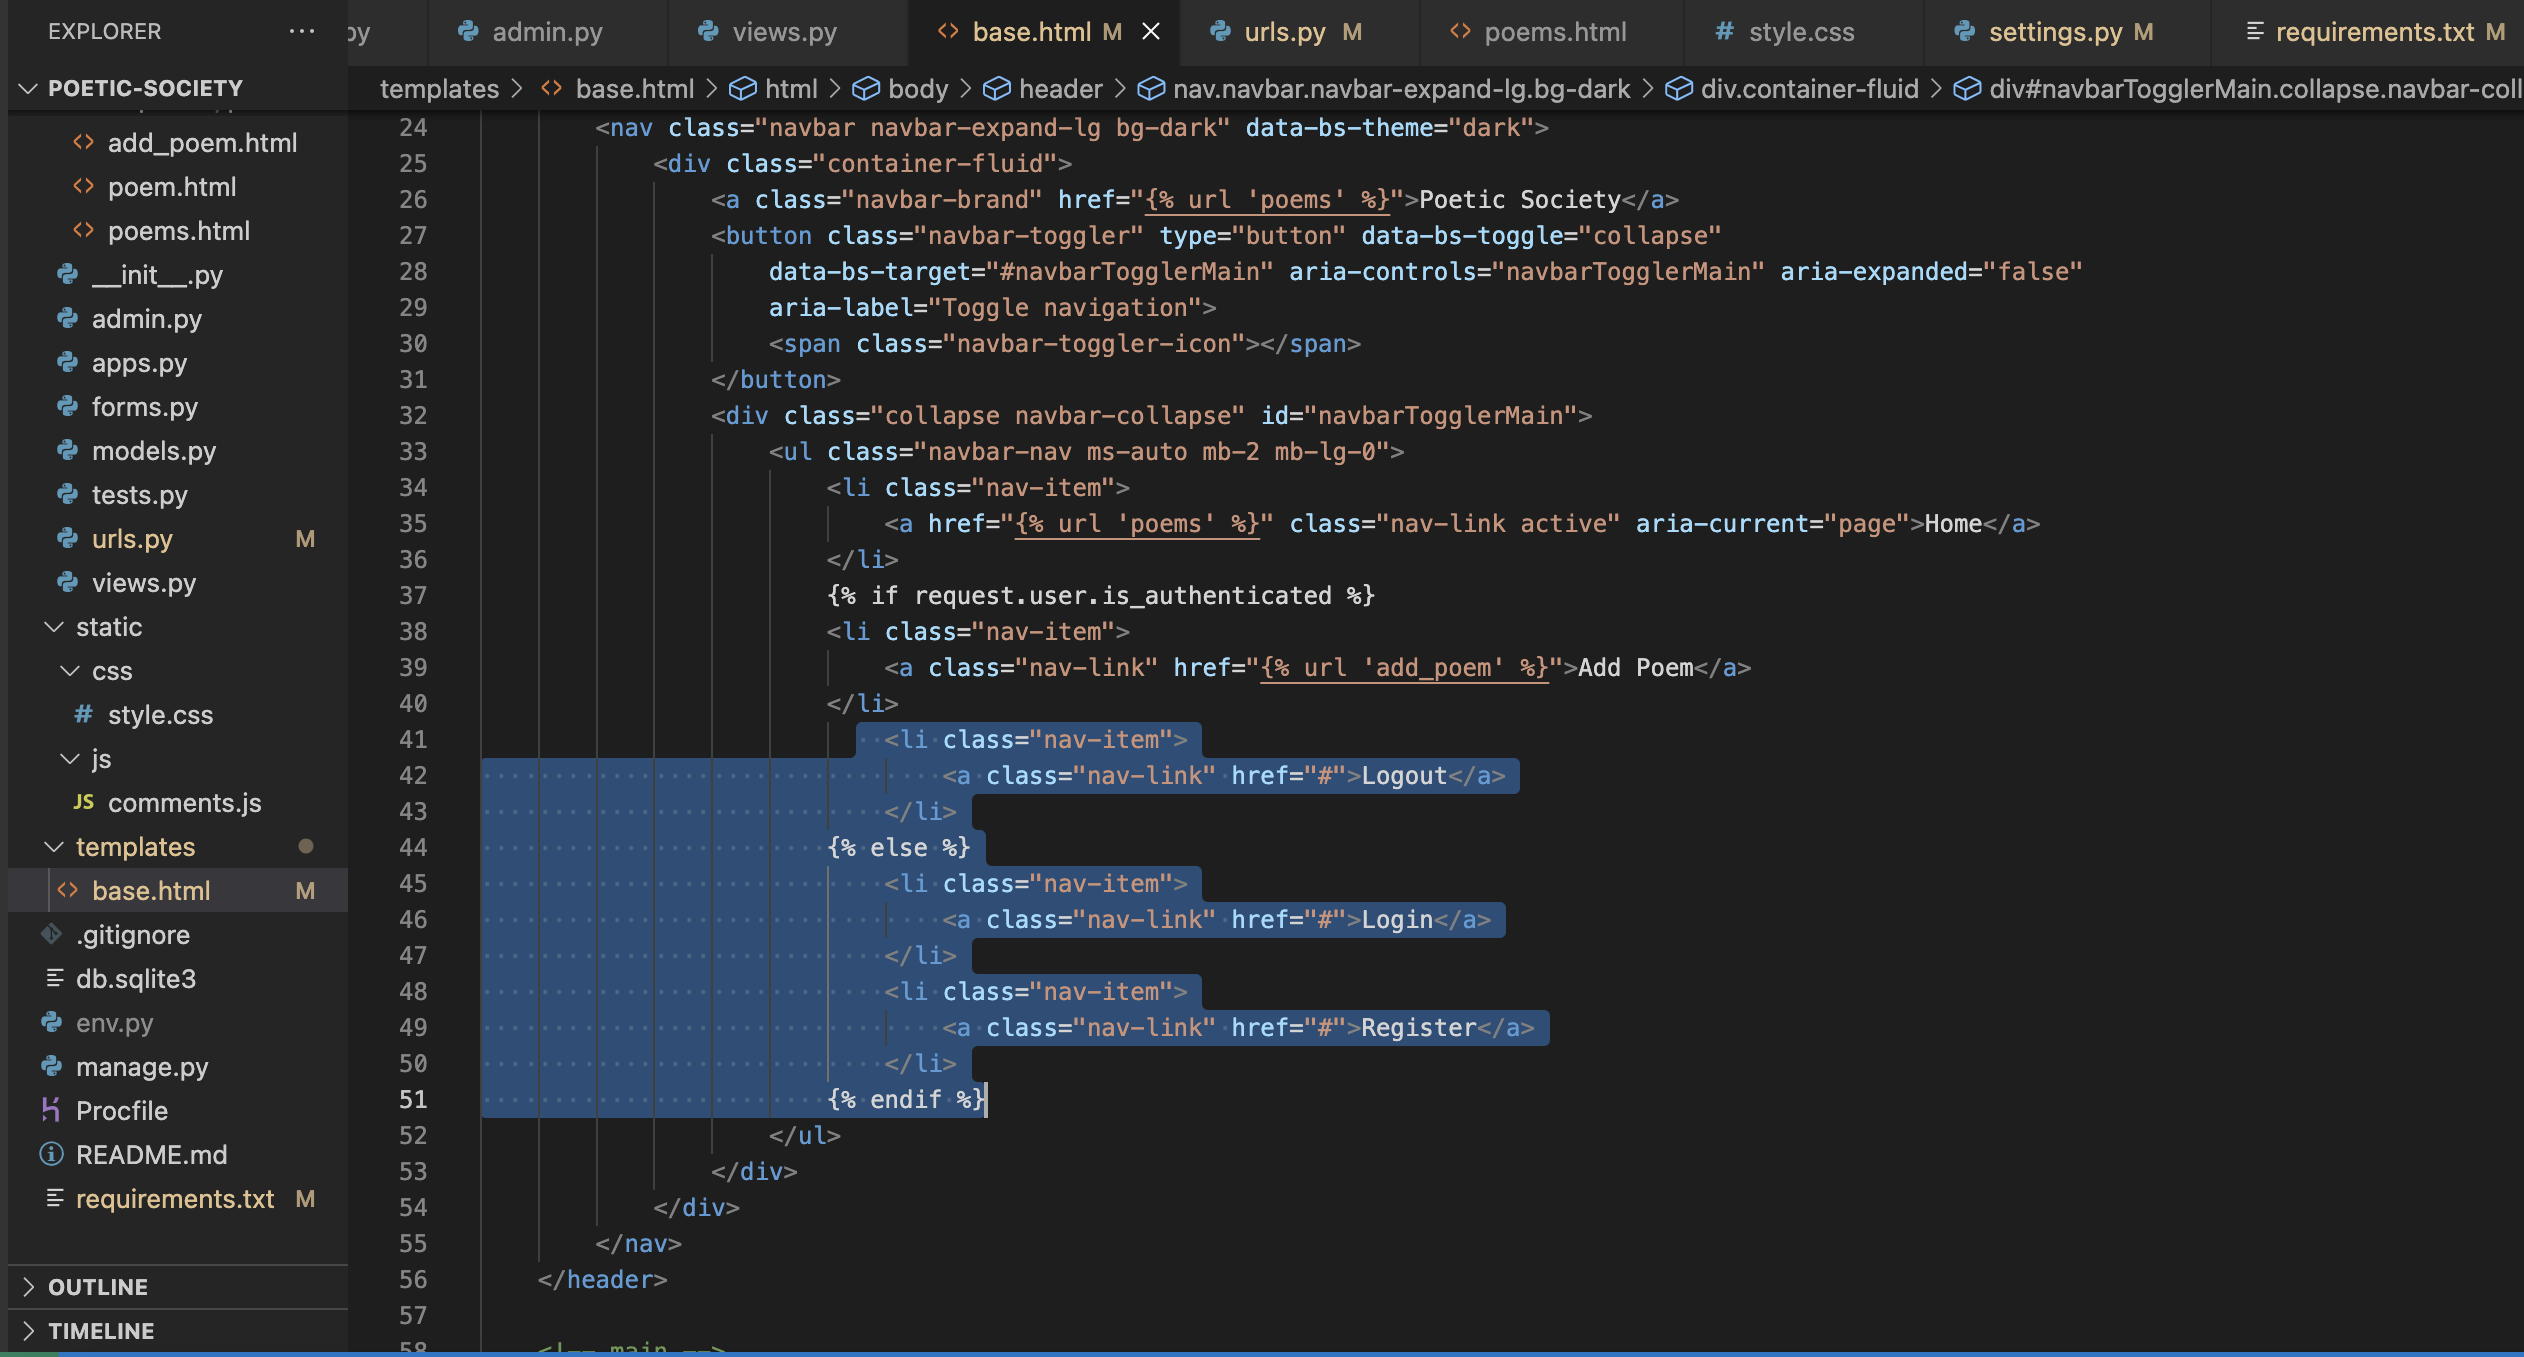 EXPLORER ···
POETIC-SOCIETY
add_poem.html
poem.html
poems.html
__init__.py
admin.py
apps.py
forms.py
models.py
tests.py
urls.py M
views.py
static
css
# style.css
js
JS comments.js
templates
base.html M
.gitignore
db.sqlite3
env.py
manage.py
Procfile
README.md
requirements.txt M
OUTLINE
TIMELINE
py admin.py views.py base.html M urls.py M poems.html # style.css settings.py M requirements.txt M
templates > base.html > html > body > header > nav.navbar.navbar-expand-lg.bg-dark > div.container-fluid > div#navbarTogglerMain.collapse.navbar-coll
24 <nav class="navbar navbar-expand-lg bg-dark" data-bs-theme="dark">
25 <div class="container-fluid">
26 <a class="navbar-brand" href="{% url 'poems' %}">Poetic Society</a>
27 <button class="navbar-toggler" type="button" data-bs-toggle="collapse"
28 data-bs-target="#navbarTogglerMain" aria-controls="navbarTogglerMain" aria-expanded="false"
29 aria-label="Toggle navigation">
30 <span class="navbar-toggler-icon"></span>
31 </button>
32 <div class="collapse navbar-collapse" id="navbarTogglerMain">
33 <ul class="navbar-nav ms-auto mb-2 mb-lg-0">
34 <li class="nav-item">
35 <a href="{% url 'poems' %}" class="nav-link active" aria-current="page">Home</a>
36 </li>
37 {% if request.user.is_authenticated %}
38 <li class="nav-item">
39 <a class="nav-link" href="{% url 'add_poem' %}">Add Poem</a>
40 </li>
41 <li class="nav-item">
42 <a class="nav-link" href="#">Logout</a>
43 </li>
44 {% else %}
45 <li class="nav-item">
46 <a class="nav-link" href="#">Login</a>
47 </li>
48 <li class="nav-item">
49 <a class="nav-link" href="#">Register</a>
50 </li>
51 {% endif %}
52 </ul>
53 </div>
54 </div>
55 </nav>
56 </header>
57
58 <!-- main -->